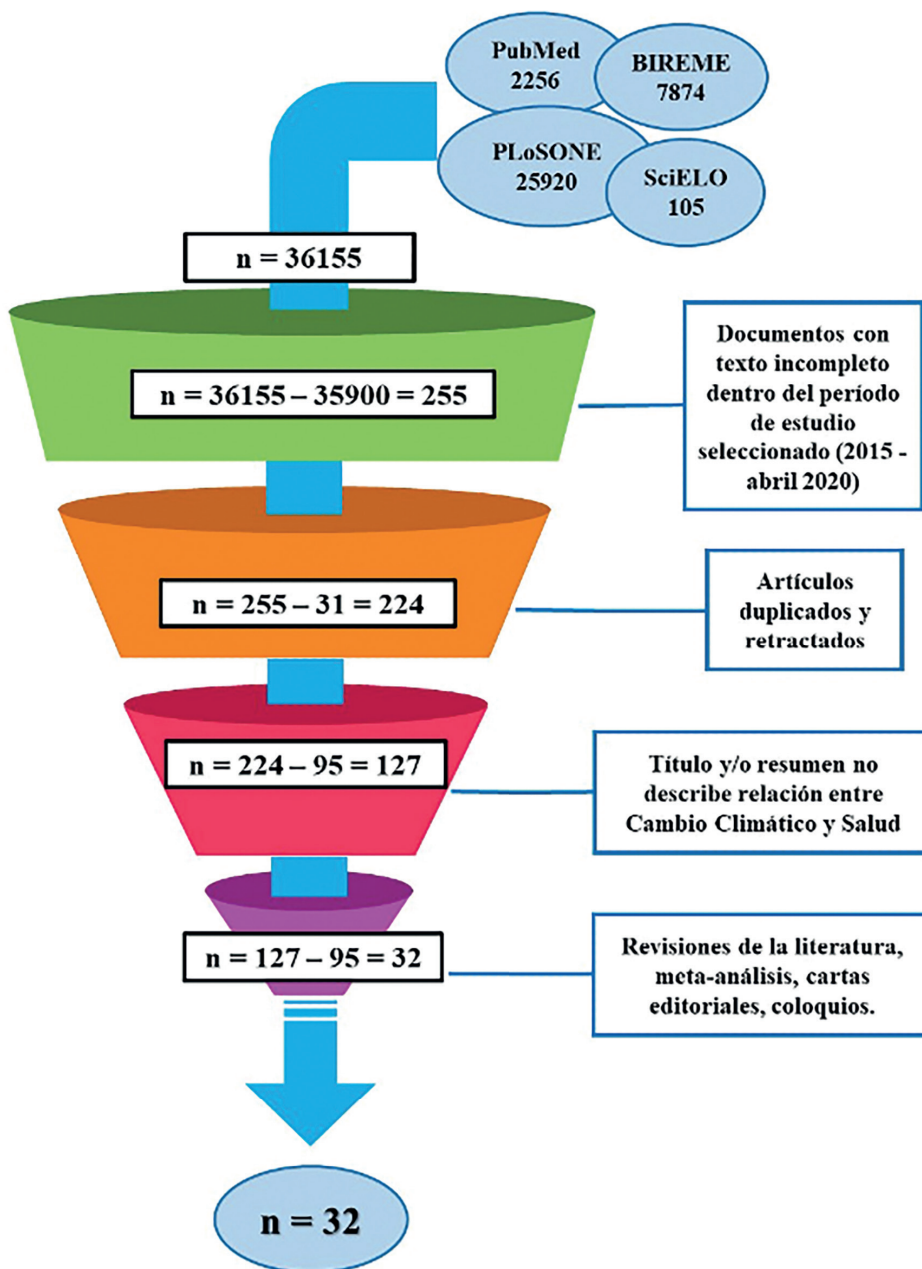 PubMed
2256
BIREME
7874
PLoSONE
25920
SciELO
105
n = 36155
n = 36155 – 35900 = 255
Documentos con
texto incompleto
dentro del período
de estudio
seleccionado (2015 -
abril 2020)
n = 255 – 31 = 224
Artículos
duplicados y
retractados
n = 224 – 95 = 127
Título y/o resumen no
describe relación entre
Cambio Climático y Salud
n = 127 – 95 = 32
Revisiones de la literatura,
meta-análisis, cartas
editoriales, coloquios.
n = 32